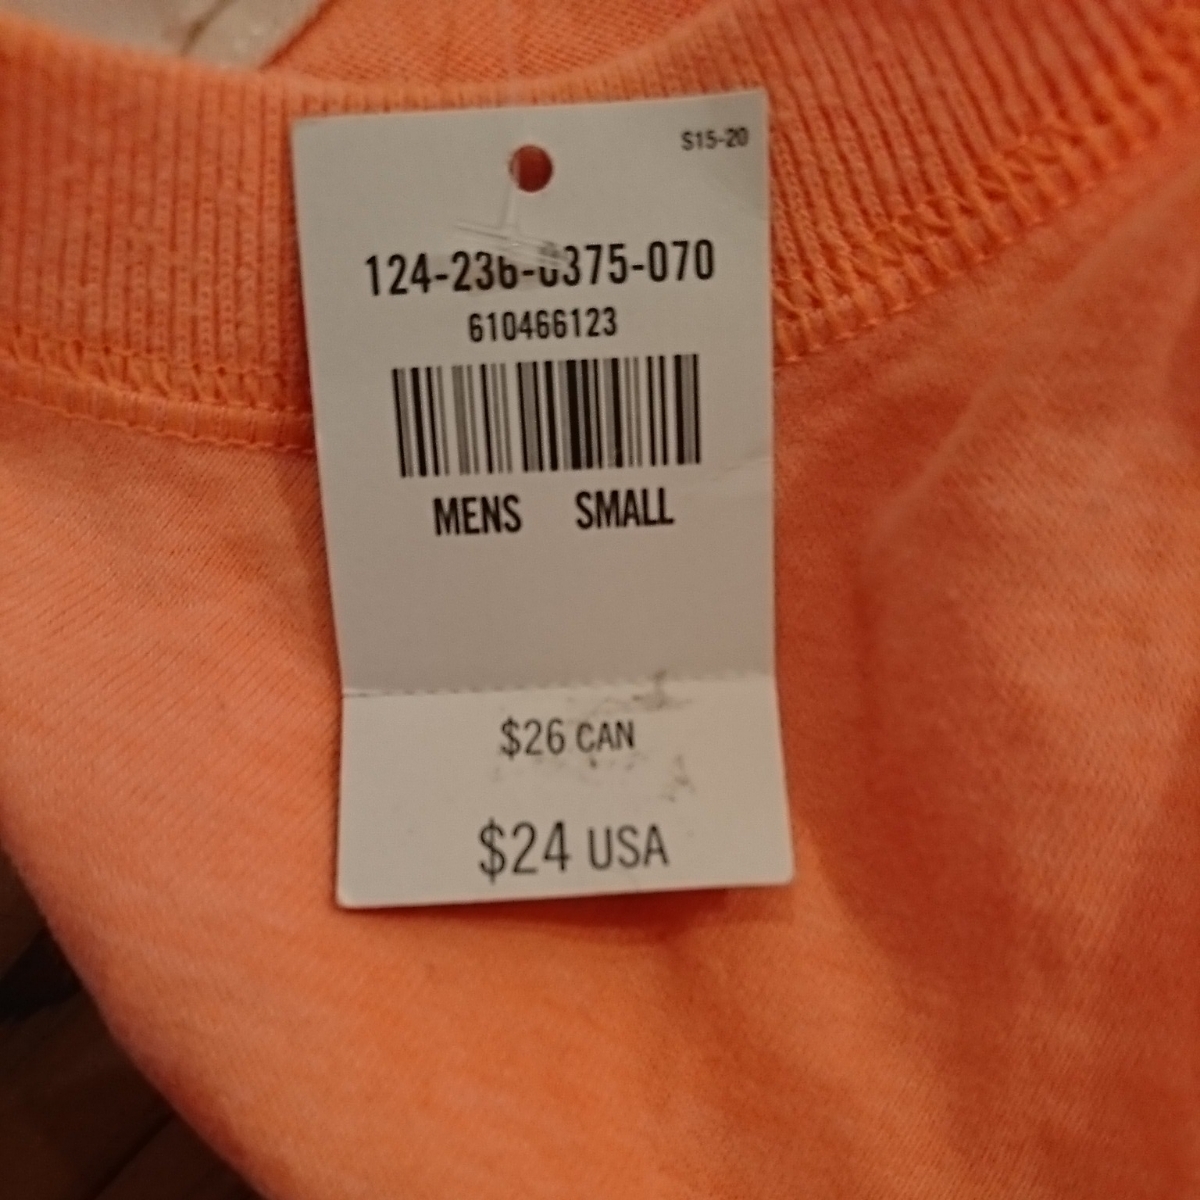 S15-20
124-236-0375-070
610466123
MENS SMALL
$26 CAN
$24 USA